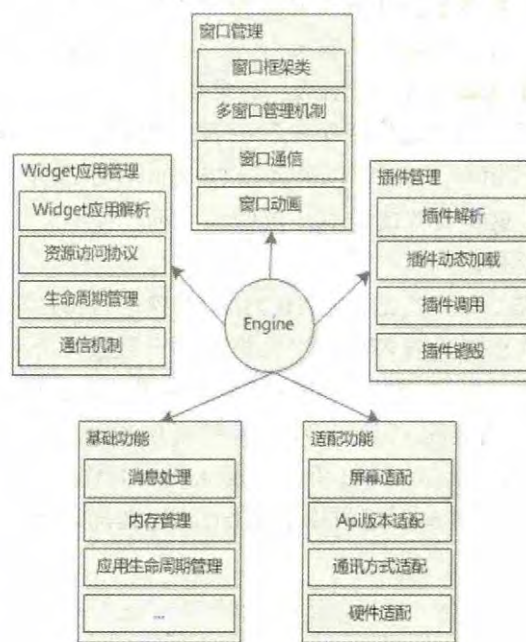 窗口管理
窗口框架类
多窗口管理机制
窗口通信
窗口动画
Widget应用管理
Widget应用解析
资源访问协议
生命周期管理
通信机制
插件管理
插件解析
插件动态加载
插件调用
插件销毁
Engine
基础功能
消息处理
内存管理
应用生命周期管理
...
适配功能
屏幕适配
Api版本适配
通讯方式适配
硬件适配